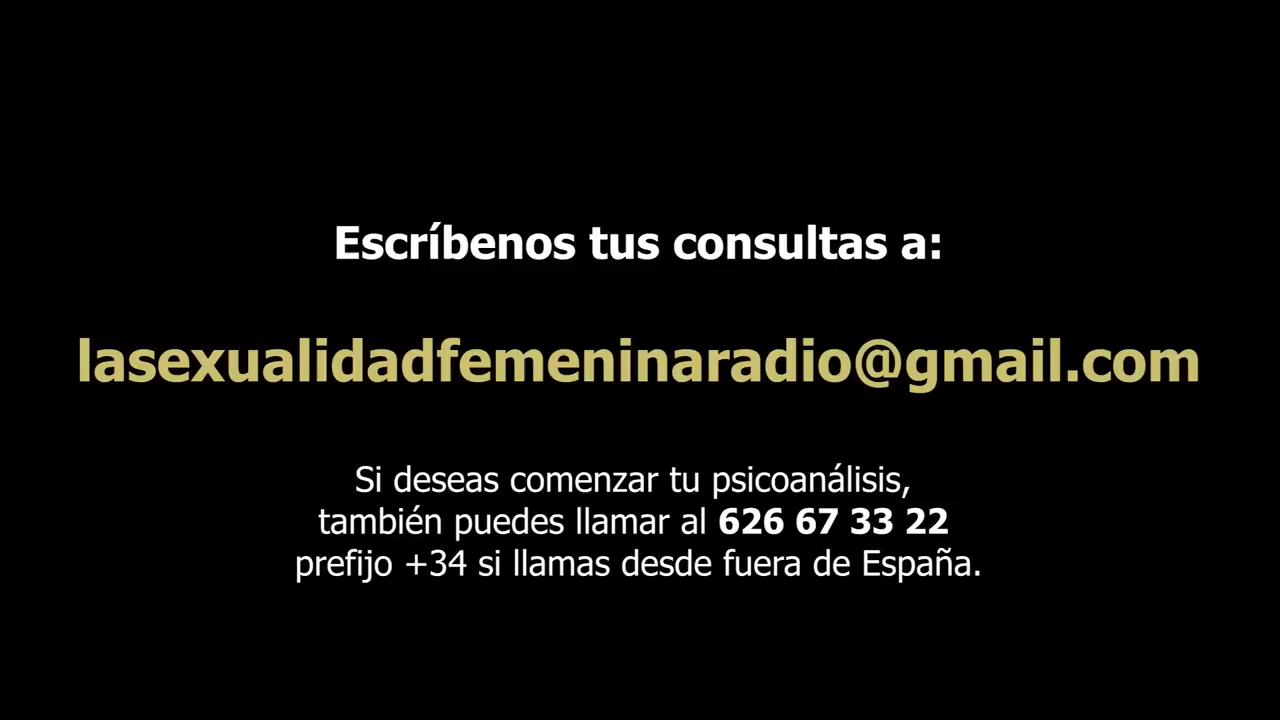 Escríbenos tus consultas a:
lasexualidadfemeninaradio@gmail.com
Si deseas comenzar tu psicoanálisis,
también puedes llamar al 626 67 33 22
prefijo +34 si llamas desde fuera de España.